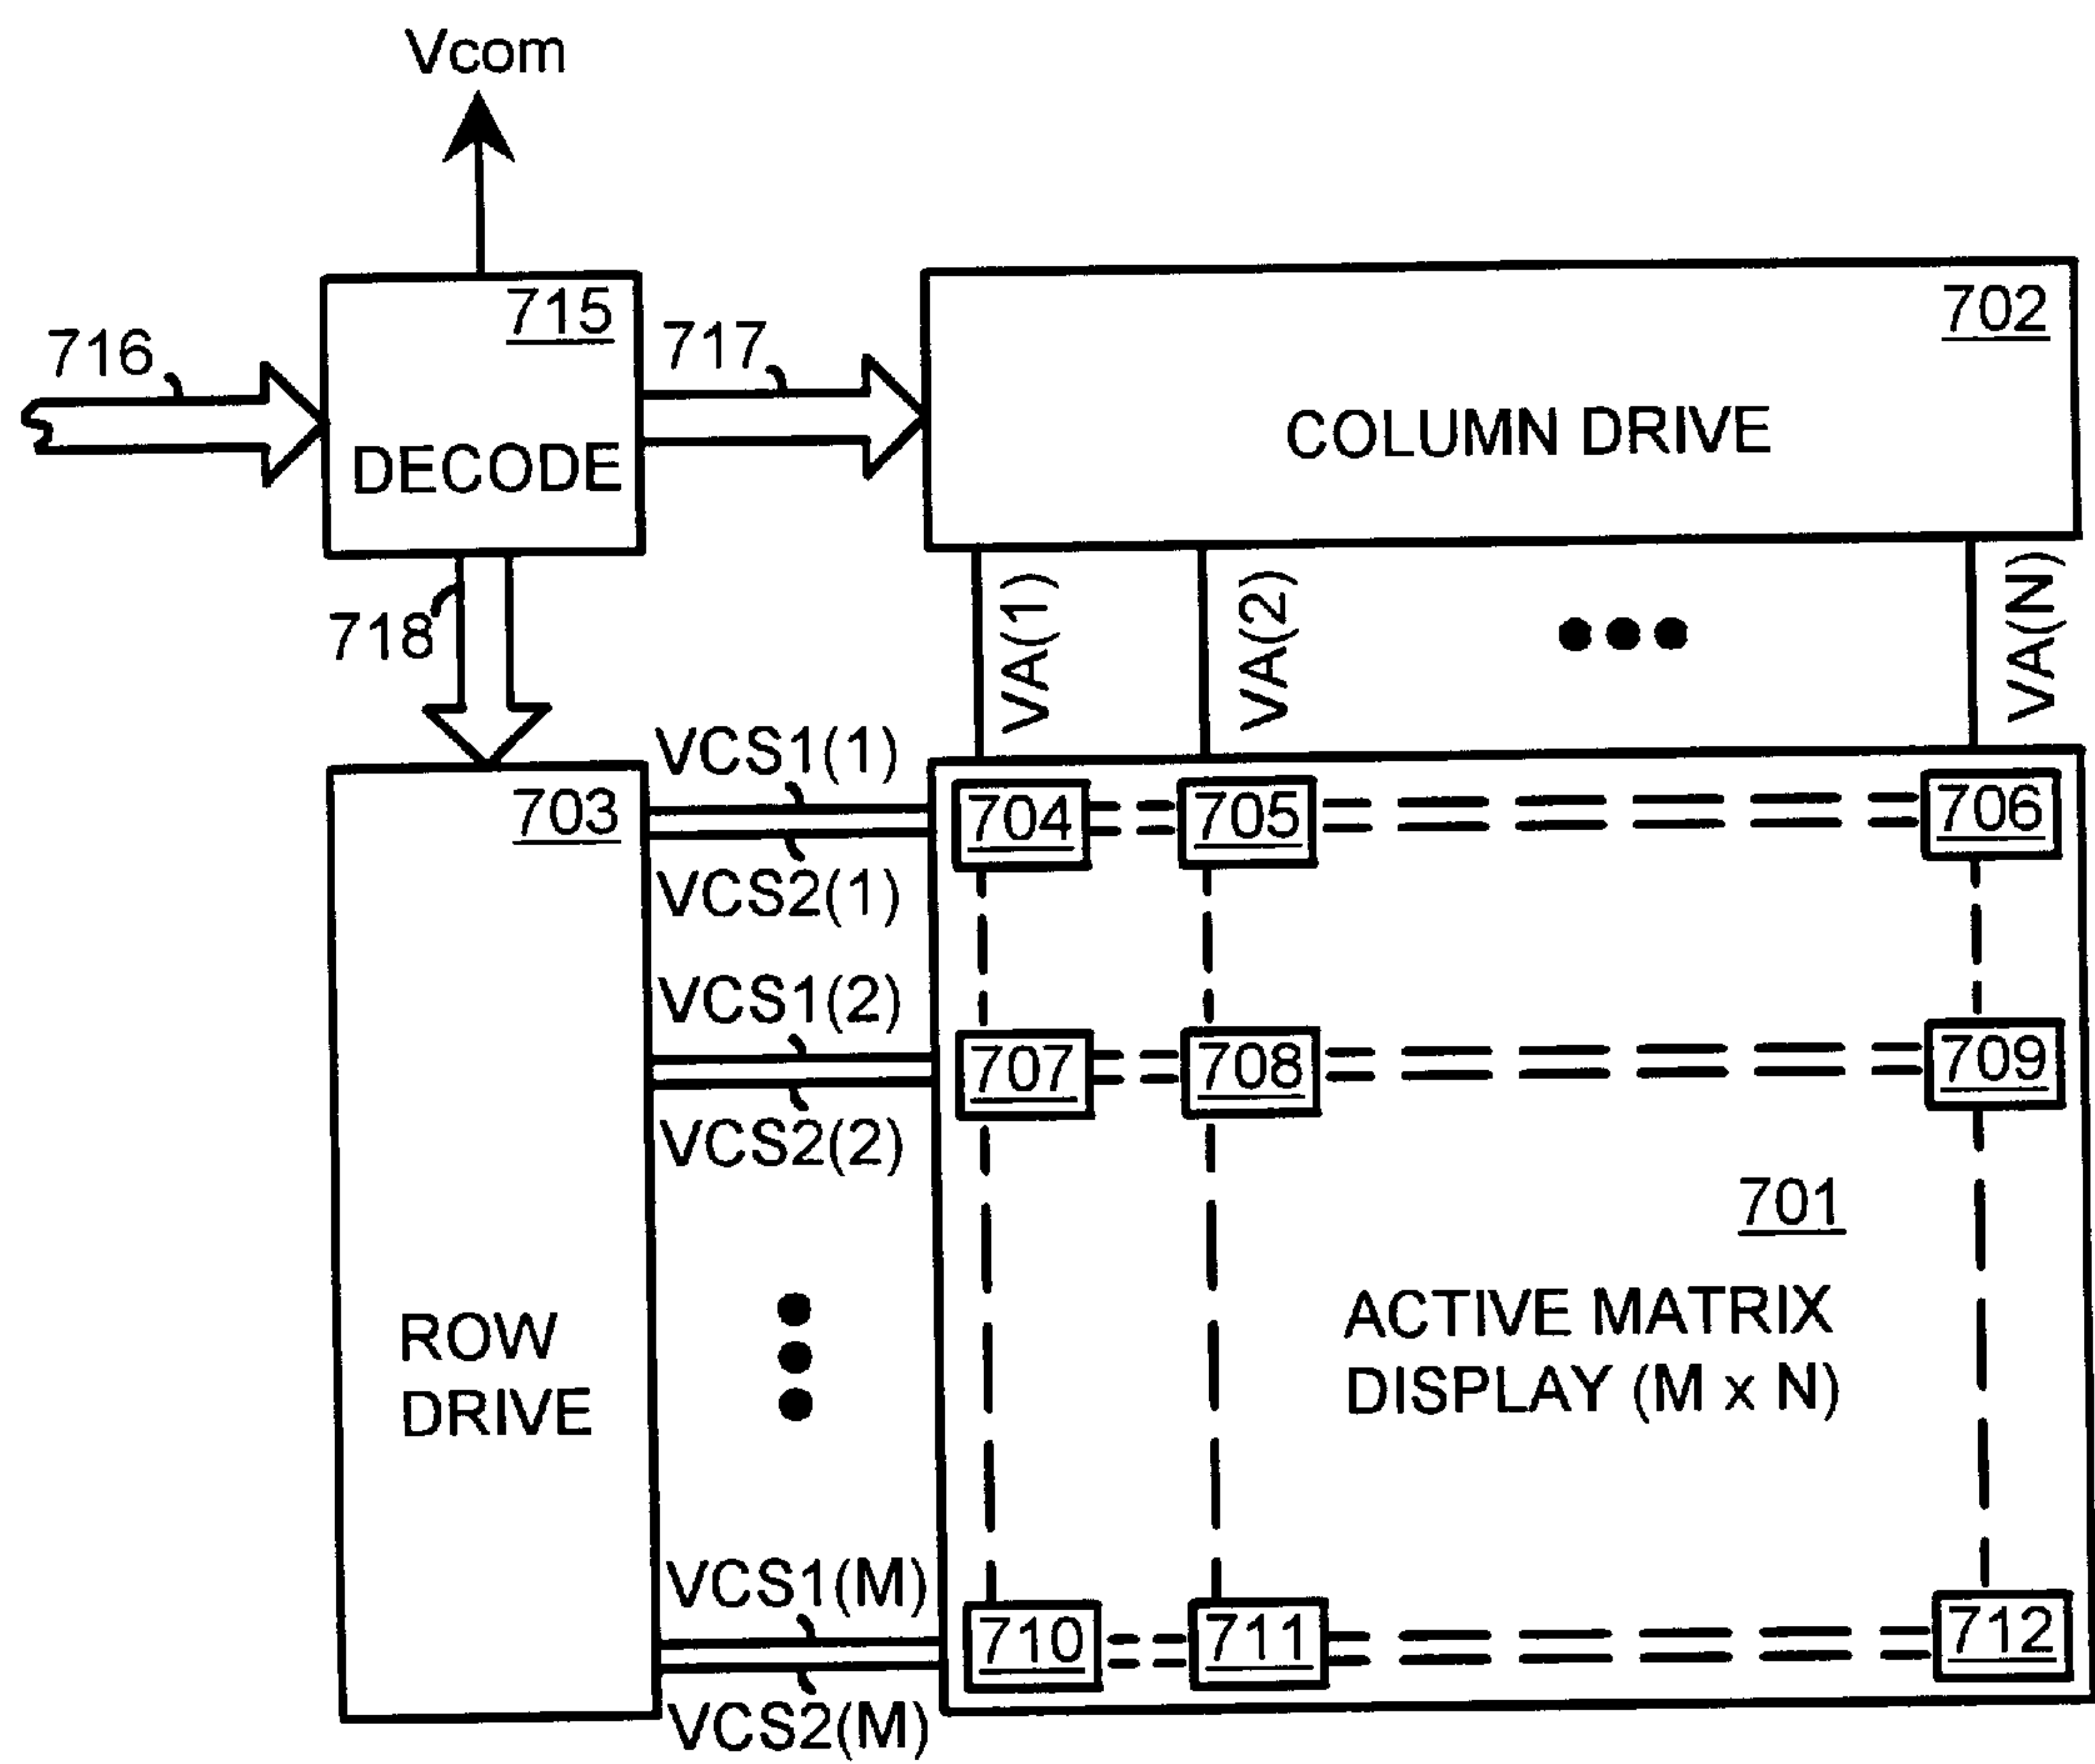 Vcom
715
702
716
717
DECODE
COLUMN DRIVE
718
VA(1)
VA(2)
VA(N)
VCS1(1)
703
704
705
706
VCS2(1)
VCS1(2)
707
708
709
VCS2(2)
701
ROW
DRIVE
ACTIVE MATRIX
DISPLAY (M x N)
VCS1(M)
710
711
712
VCS2(M)